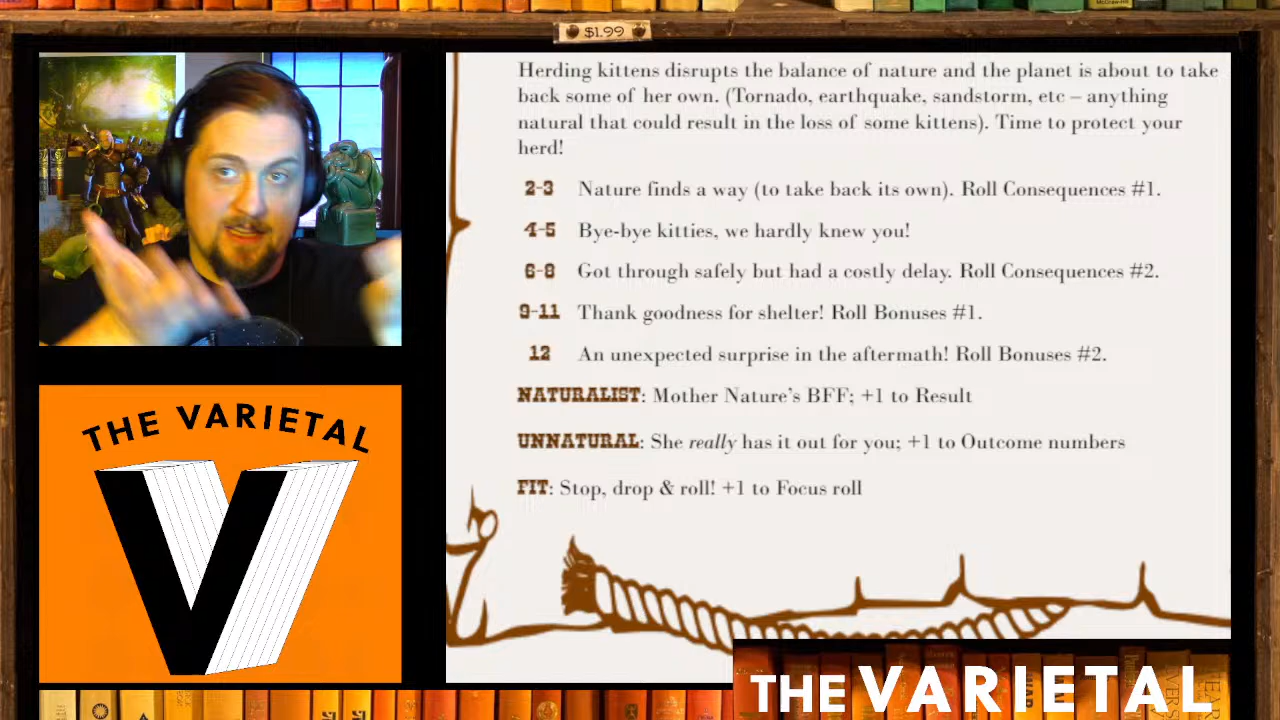 McGraw-Hill
$1.99
Herding kittens disrupts the balance of nature and the planet is about to take
back some of her own. (Tornado, earthquake, sandstorm, etc – anything
natural that could result in the loss of some kittens). Time to protect your
herd!
2-3 Nature finds a way (to take back its own). Roll Consequences #1.
4-5 Bye-bye kitties, we hardly knew you!
6-8 Got through safely but had a costly delay. Roll Consequences #2.
9-11 Thank goodness for shelter! Roll Bonuses #1.
12 An unexpected surprise in the aftermath! Roll Bonuses #2.
NATURALIST: Mother Nature's BFF; +1 to Result
UNNATURAL: She really has it out for you; +1 to Outcome numbers
FIT: Stop, drop & roll! +1 to Focus roll
THE VARIETAL
V
THE VARIETAL